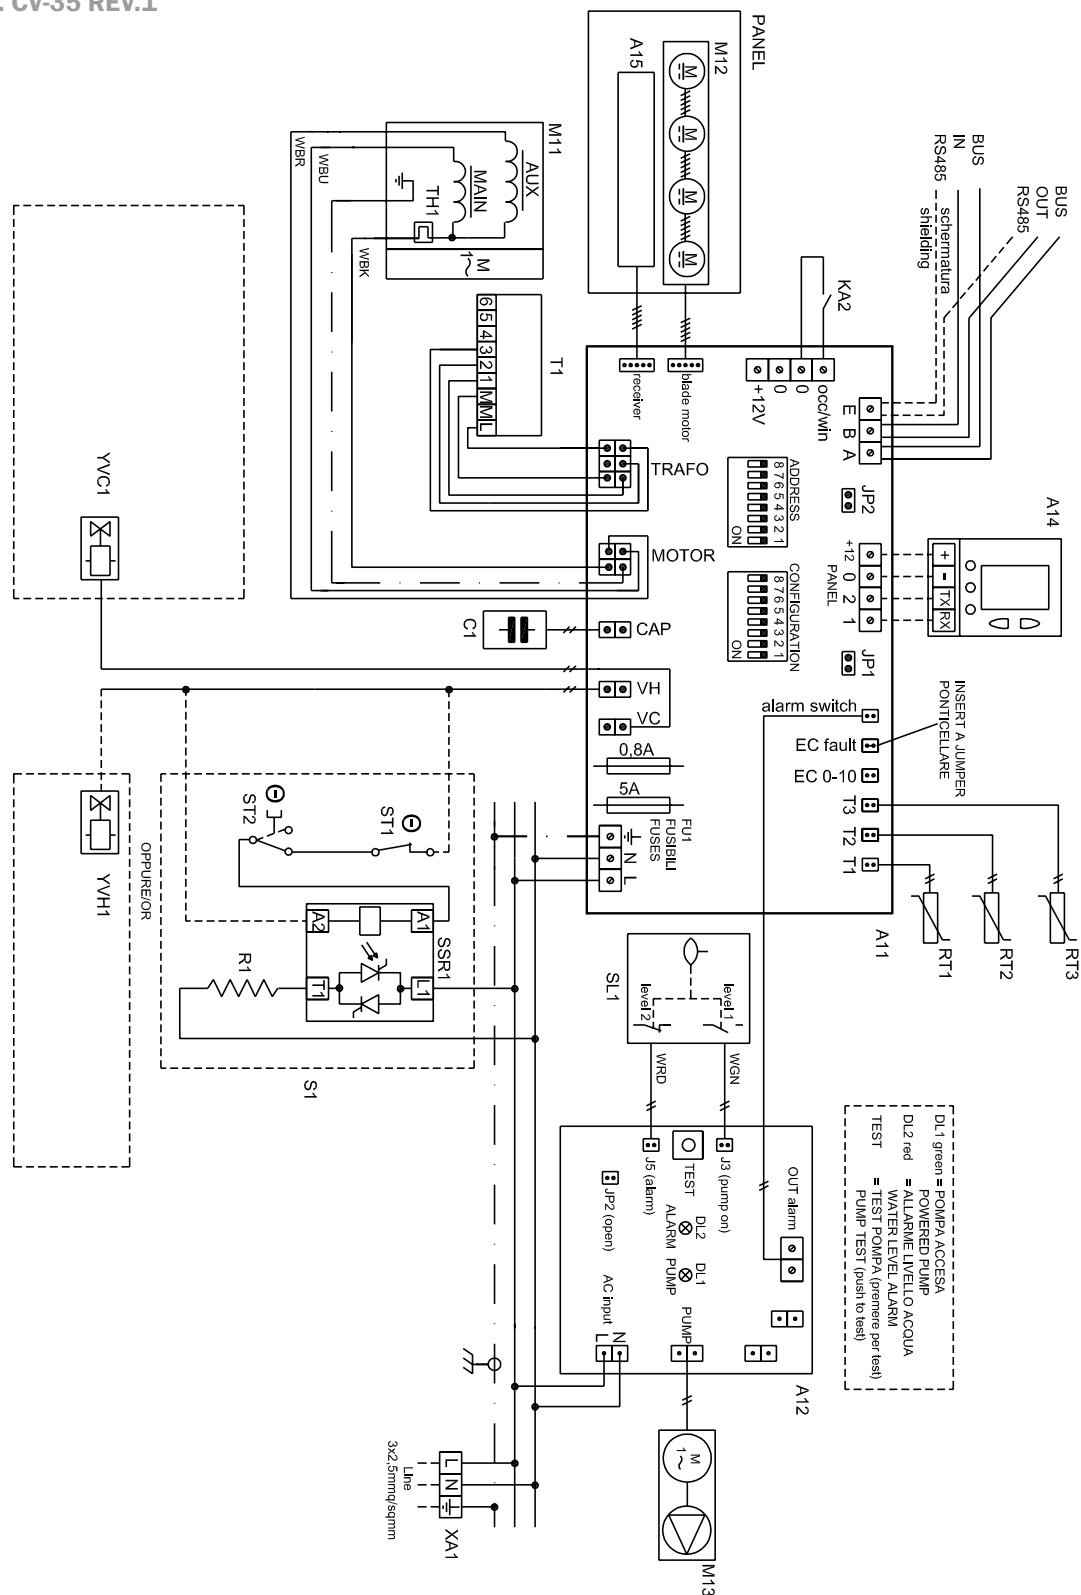 . CV-35 REV.1
PANEL
A15
M12
M
M
M
M
BUS
IN
RS485
BUS
OUT
RS485
schermatura
shielding
KA2
M11
AUX
MAIN
TH1
M
1~
WBR
WBU
WBK
T1
6 5 4 3 2 1 M M L
receiver
blade motor
+12V
0
0
occ/win
E B A
JP2
ADDRESS
8 7 6 5 4 3 2 1
ON
CONFIGURATION
8 7 6 5 4 3 2 1
ON
A14
+ - TX RX
+12 0 2 1
PANEL
JP1
TRAFO
MOTOR
CAP
C1
VH
VC
0,8A
5A
FU1
FUSIBILI
FUSES
N
L
alarm switch
EC fault
EC 0-10
T3
T2
T1
INSERT A JUMPER
PONTICELLARE
RT3
RT2
RT1
A11
YVC1
YVH1
OPPURE/OR
ST2
ST1
A2
A1
SSR1
T1
L1
R1
S1
SL1
level 1
level 2
WGN
WRD
DL1 green = POMPA ACCESA
POWERED PUMP
DL2 red = ALLARME LIVELLO ACQUA
WATER LEVEL ALARM
TEST = TEST POMPA (premere per test)
PUMP TEST (push to test)
OUT alarm
J3 (pump on)
TEST
J5 (alarm)
JP2 (open)
DL2
ALARM
DL1
PUMP
AC input
L
N
PUMP
A12
M
1~
M13
L N
XA1
Line
3x2,5mmq/sqmm